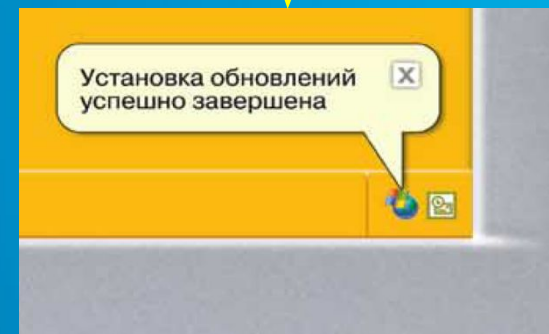 Установка обновлений
успешно завершена